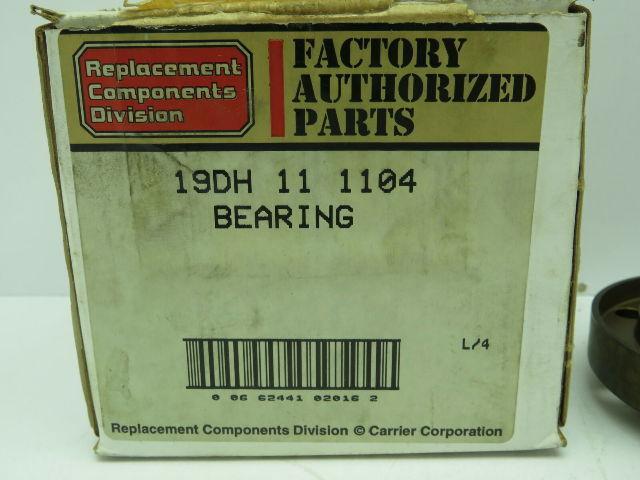 Replacement
Components
Division
FACTORY
AUTHORIZED
PARTS
19DH 11 1104
BEARING
L/4
0 06 62441 02016 2
Replacement Components Division © Carrier Corporation